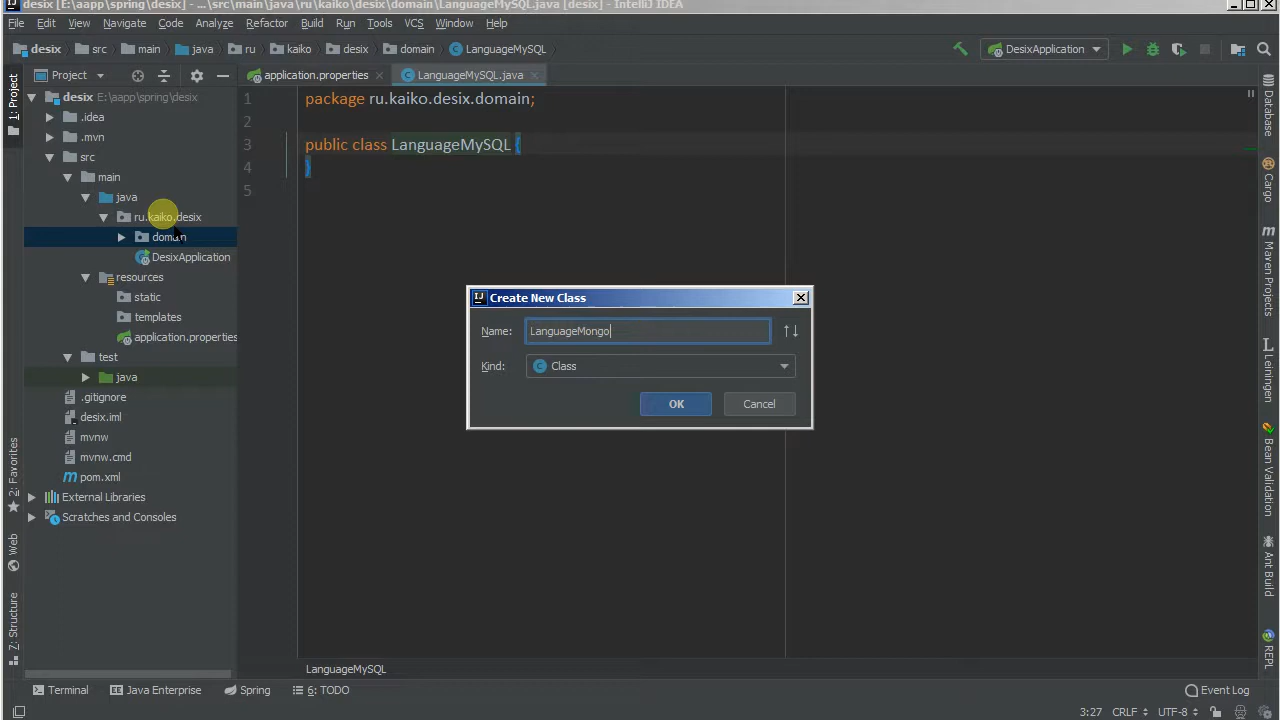 desix [E:\aapp\spring\desix] - ...\src\main\java\ru\kaiko\desix\domain\LanguageMySQL.java [desix] - IntelliJ IDEA
File Edit View Navigate Code Analyze Refactor Build Run Tools VCS Window Help
desix src main java ru kaiko desix domain LanguageMySQL DesixApplication
Project application.properties LanguageMySQL.java
1: Project
desix E:\aapp\spring\desix
.idea
.mvn
src
main
java
ru.kaiko.desix
domain
DesixApplication
resources
static
templates
application.properties
test
java
.gitignore
desix.iml
mvnw
mvnw.cmd
pom.xml
External Libraries
Scratches and Consoles
2: Favorites
Web
7: Structure
1 package ru.kaiko.desix.domain;
2
3 public class LanguageMySQL {
4 }
5
Create New Class
Name: LanguageMongo
Kind: Class
OK Cancel
LanguageMySQL
Database
Cargo
Maven Projects
Leiningen
Bean Validation
Ant Build
REPL
Terminal Java Enterprise Spring 6: TODO Event Log
3:27 CRLF UTF-8